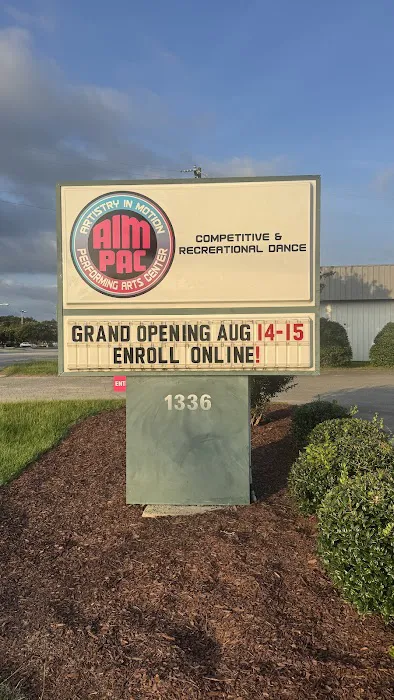 ARTISTRY IN MOTION
AIM
PAC
PERFORMING ARTS CENTER
COMPETITIVE &
RECREATIONAL DANCE
GRAND OPENING AUG 14-15
ENROLL ONLINE!
ENT
1336